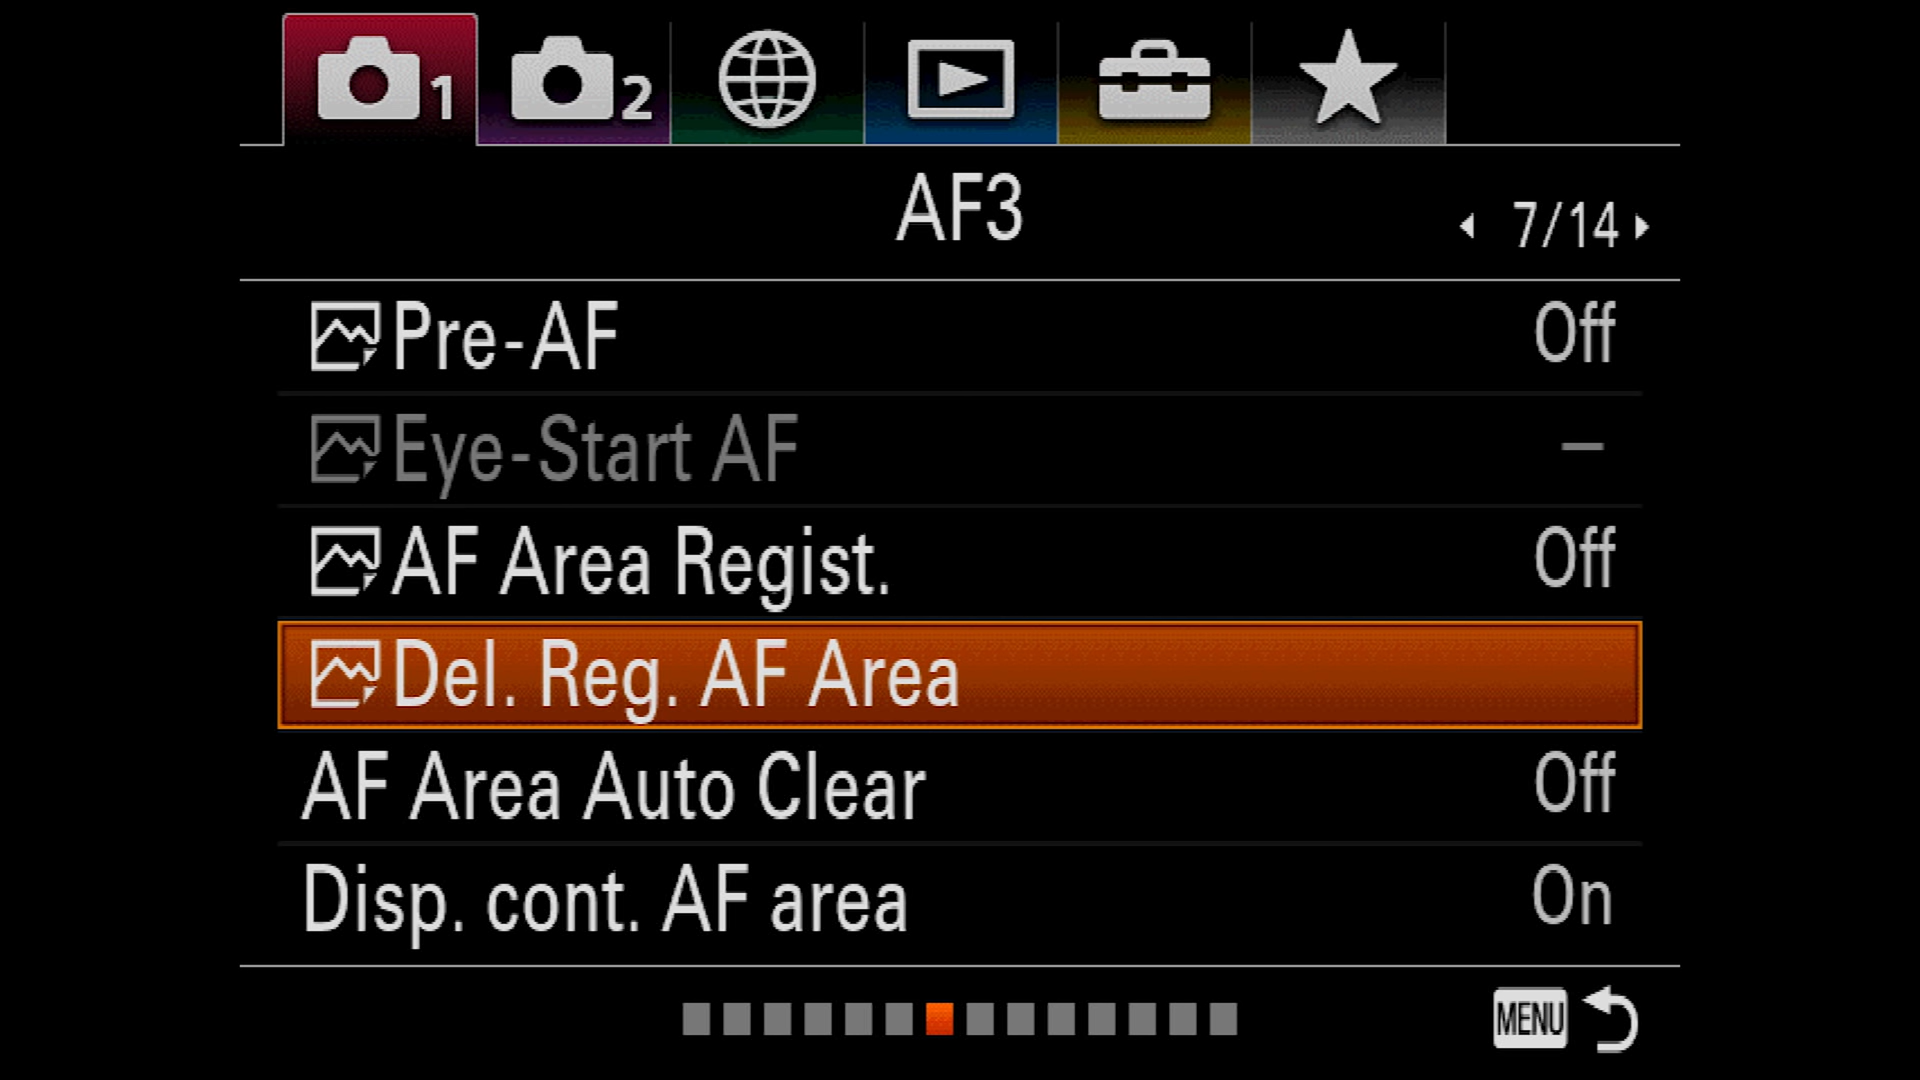 1 2
AF3
7/14
Pre-AF Off
Eye-Start AF –
AF Area Regist. Off
Del. Reg. AF Area
AF Area Auto Clear Off
Disp. cont. AF area On
MENU